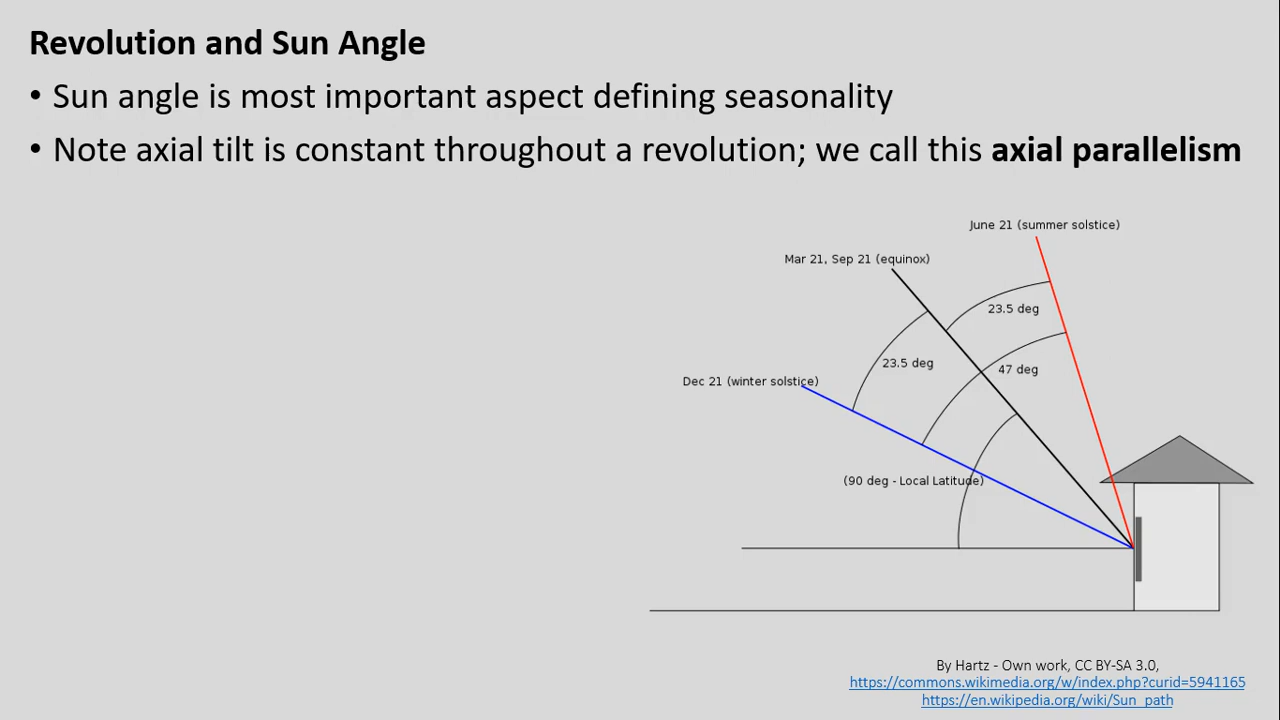 Revolution and Sun Angle
• Sun angle is most important aspect defining seasonality
• Note axial tilt is constant throughout a revolution; we call this axial parallelism
June 21 (summer solstice)
Mar 21, Sep 21 (equinox)
23.5 deg
23.5 deg
47 deg
Dec 21 (winter solstice)
(90 deg - Local Latitude)
By Hartz - Own work, CC BY-SA 3.0,
https://commons.wikimedia.org/w/index.php?curid=5941165
https://en.wikipedia.org/wiki/Sun_path